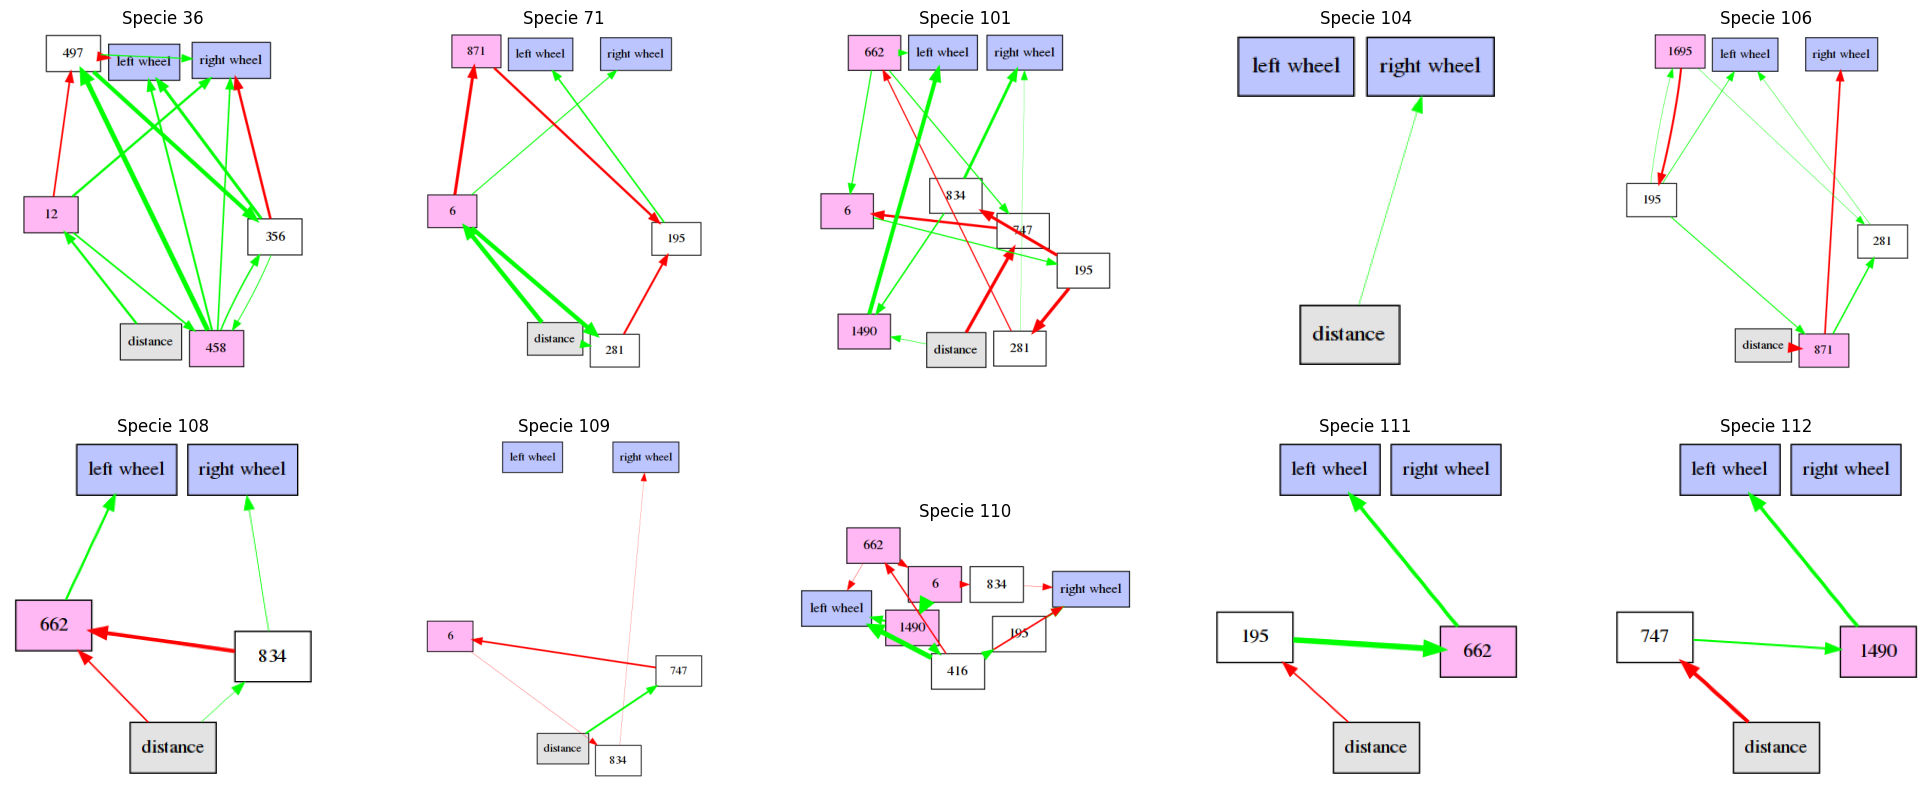 Specie 36
497
left wheel
right wheel
12
356
distance
458
Specie 71
871
left wheel
right wheel
6
195
distance
281
Specie 101
662
left wheel
right wheel
834
6
747
195
1490
distance
281
Specie 104
left wheel
right wheel
distance
Specie 106
1695
left wheel
right wheel
195
281
distance
871
Specie 108
left wheel
right wheel
662
834
distance
Specie 109
left wheel
right wheel
6
747
distance
834
Specie 110
662
6
834
right wheel
left wheel
1490
195
416
Specie 111
left wheel
right wheel
195
662
distance
Specie 112
left wheel
right wheel
747
1490
distance